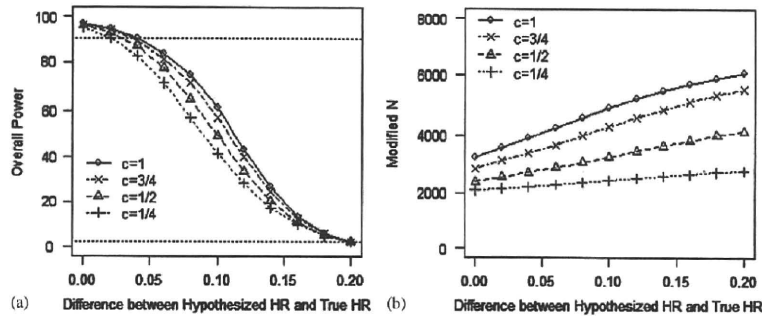 100
80
60
40
20
0
Overall Power
c=1
c=3/4
c=1/2
c=1/4
0.00 0.05 0.10 0.15 0.20
(a) Difference between Hypothesized HR and True HR
8000
6000
4000
2000
0
Modified N
c=1
c=3/4
c=1/2
c=1/4
0.00 0.05 0.10 0.15 0.20
(b) Difference between Hypothesized HR and True HR